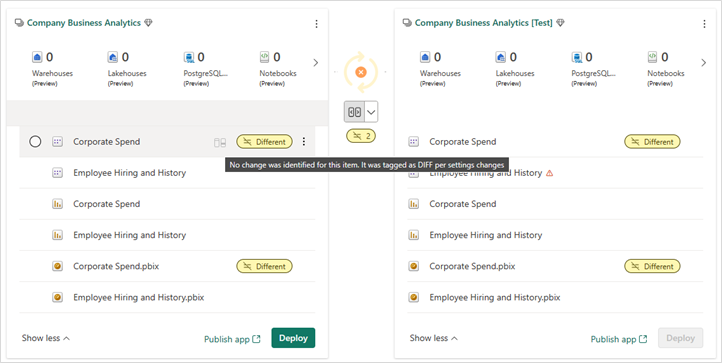 Company Business Analytics
0
Warehouses
(Preview)
0
Lakehouses
(Preview)
0
PostgreSQL...
(Preview)
0
Notebooks
(Preview)
Corporate Spend
Different
No change was identified for this item. It was tagged as DIFF per settings changes
Employee Hiring and History
Corporate Spend
Employee Hiring and History
Corporate Spend.pbix
Different
Employee Hiring and History.pbix
Show less
Publish app
Deploy
2
Company Business Analytics [Test]
0
Warehouses
(Preview)
0
Lakehouses
(Preview)
0
PostgreSQL...
(Preview)
0
Notebooks
(Preview)
Corporate Spend
Different
Employee Hiring and History
Corporate Spend
Employee Hiring and History
Corporate Spend.pbix
Different
Employee Hiring and History.pbix
Show less
Publish app
Deploy